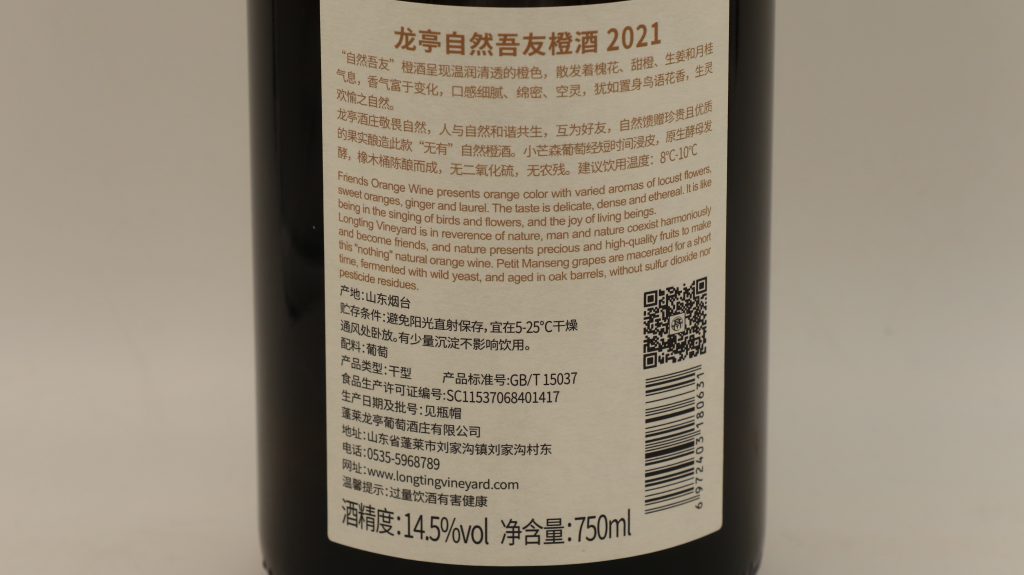 龙亭自然吾友橙酒 2021
“自然吾友”橙酒呈现温润清透的橙色，散发着槐花、甜橙、生姜和月桂
气息，香气富于变化，口感细腻、绵密、空灵，犹如置身鸟语花香，生灵
欢愉之自然。
龙亭酒庄敬畏自然，人与自然和谐共生，互为好友，自然馈赠珍贵且优质
的果实酿造此款“无有”自然橙酒。小芒森葡萄经短时间浸皮，原生酵母发
酵，橡木桶陈酿而成，无二氧化硫，无农残。建议饮用温度：8°C-10°C
Friends Orange Wine presents orange color with varied aromas of locust flowers,
sweet oranges, ginger and laurel. The taste is delicate, dense and ethereal. It is like
being in the singing of birds and flowers, and the joy of living beings.
Longting Vineyard is in reverence of nature, man and nature coexist harmoniously
and become friends, and nature presents precious and high-quality fruits to make
this "nothing" natural orange wine. Petit Manseng grapes are macerated for a short
time, fermented with wild yeast, and aged in oak barrels, without sulfur dioxide nor
pesticide residues.
产地：山东烟台
贮存条件：避免阳光直射保存，宜在5-25°C干燥
通风处卧放。有少量沉淀不影响饮用。
配料：葡萄
产品类型：干型 产品标准号：GB/T 15037
食品生产许可证编号：SC11537068401417
生产日期及批号：见瓶帽
蓬莱龙亭葡萄酒庄有限公司
地址：山东省蓬莱市刘家沟镇刘家沟村东
电话：0535-5968789
网址：www.longtingvineyard.com
温馨提示：过量饮酒有害健康
酒精度：14.5%vol 净含量：750ml
6 972403 180631